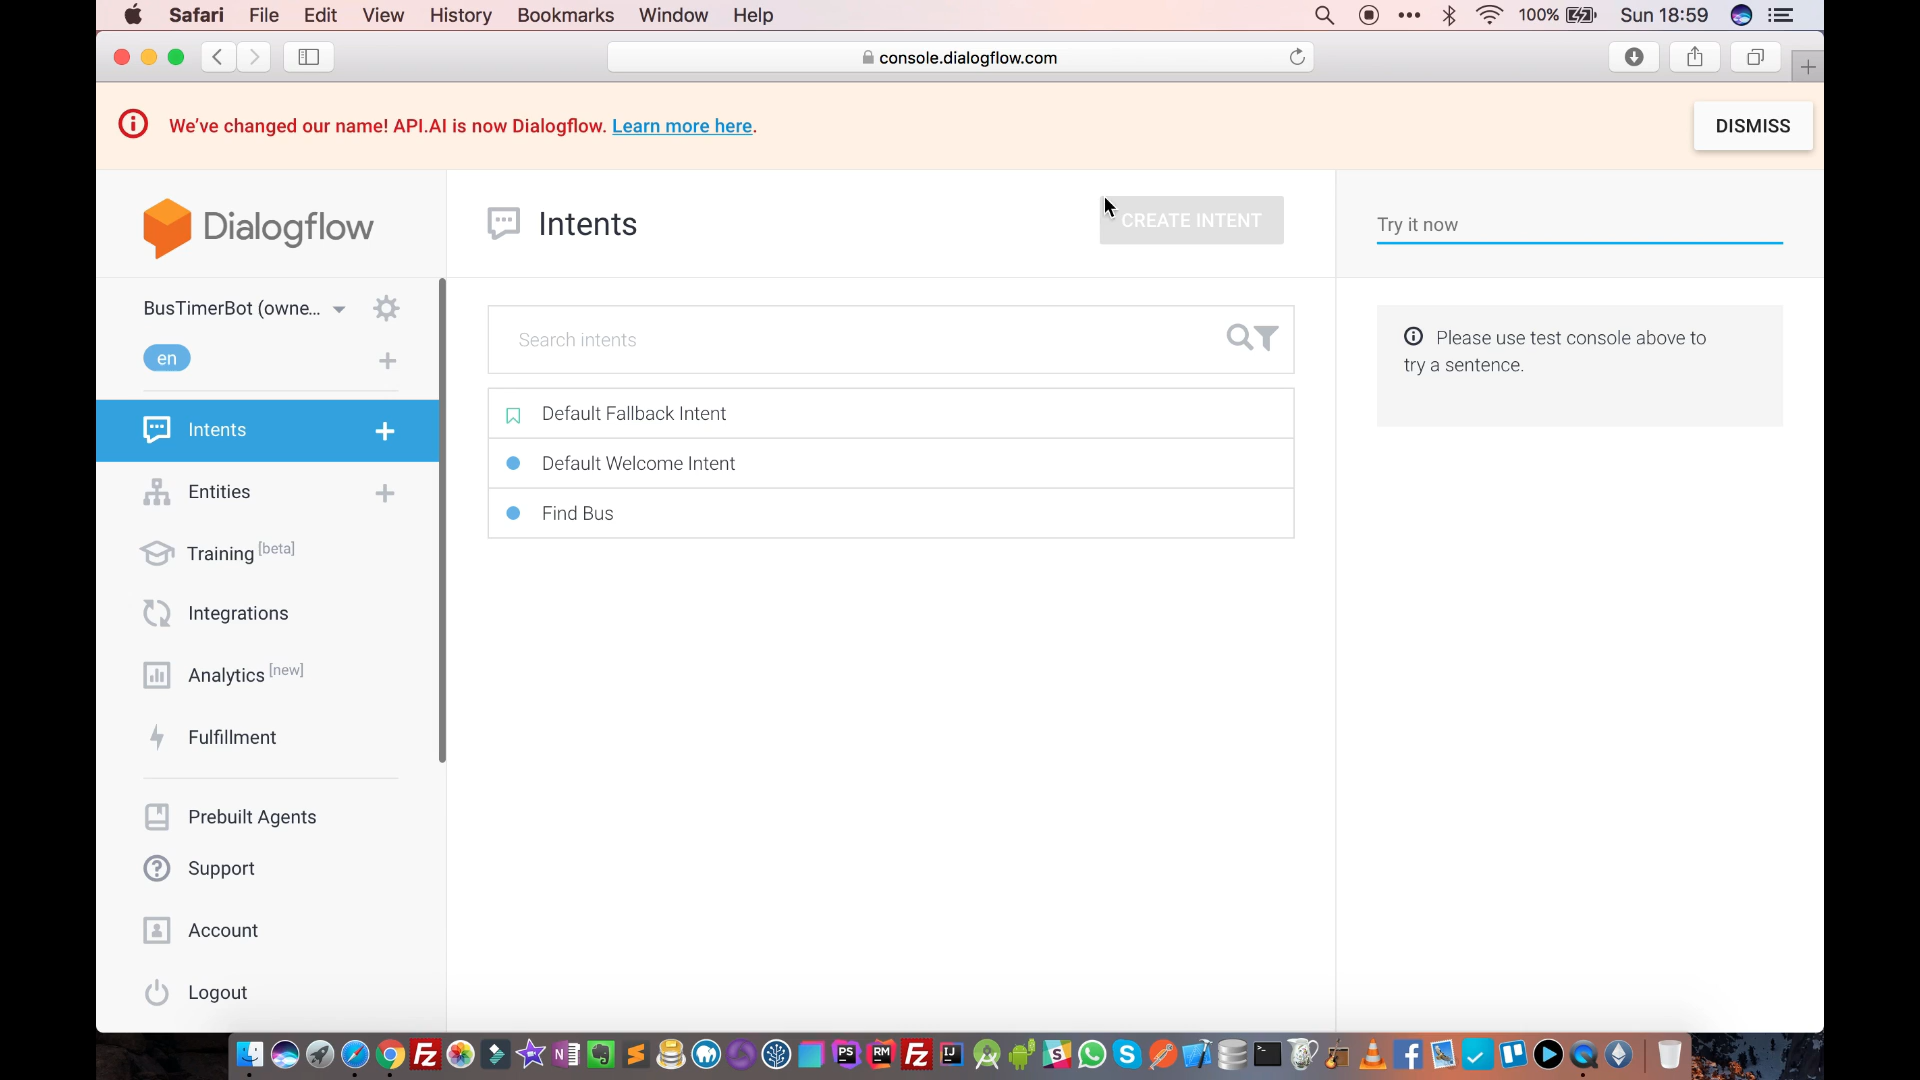 Safari File Edit View History Bookmarks Window Help 100% Sun 18:59
console.dialogflow.com
We've changed our name! API.AI is now Dialogflow. Learn more here.
DISMISS
Dialogflow
Intents
CREATE INTENT
Try it now
BusTimerBot (owne...
en
Search intents
Please use test console above to
try a sentence.
Default Fallback Intent
Intents
Default Welcome Intent
Entities
Find Bus
Training [beta]
Integrations
Analytics [new]
Fulfillment
Prebuilt Agents
Support
Account
Logout